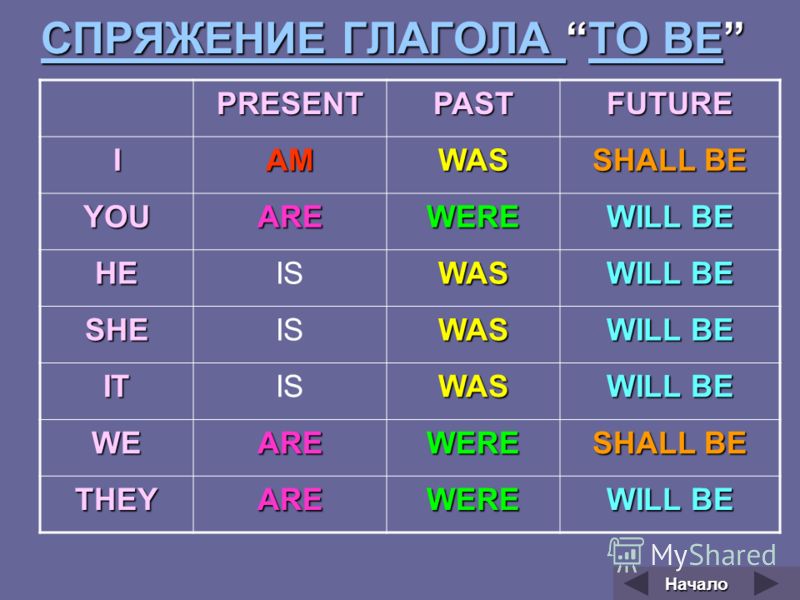 СПРЯЖЕНИЕ ГЛАГОЛА “TO BE”
PRESENT PAST FUTURE
I AM WAS SHALL BE
YOU ARE WERE WILL BE
HE IS WAS WILL BE
SHE IS WAS WILL BE
IT IS WAS WILL BE
WE ARE WERE SHALL BE
THEY ARE WERE WILL BE
MyShared
Начало